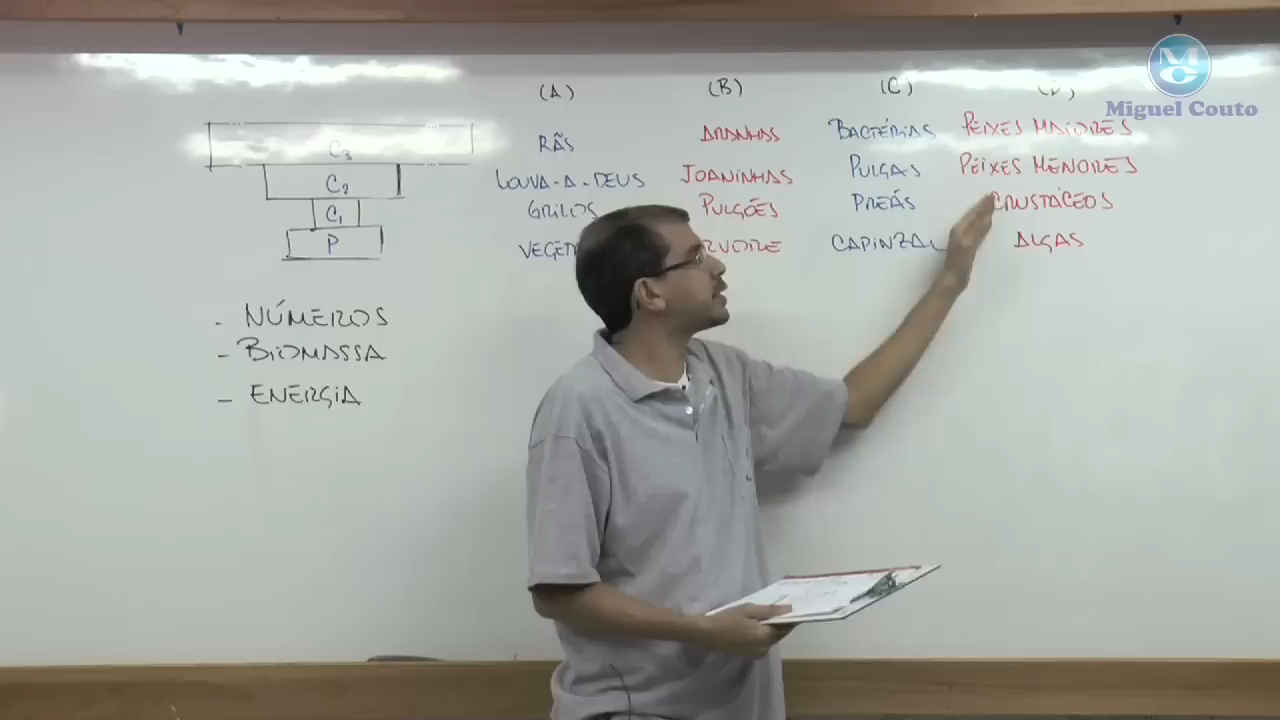 MC
Miguel Couto
(A) (B) (C)
C3
C2
C1
P
- NÚMEROS
- BIOMASSA
- ENERGIA
RÃS
LOUVA-A-DEUS
GRILOS
ARANHAS
JOANINHAS
PULGÕES
BACTÉRIAS
PULGAS
PREÁS
CAPINZAL
PEIXES MAIORES
PEIXES MENORES
CRUSTÁCEOS
ALGAS